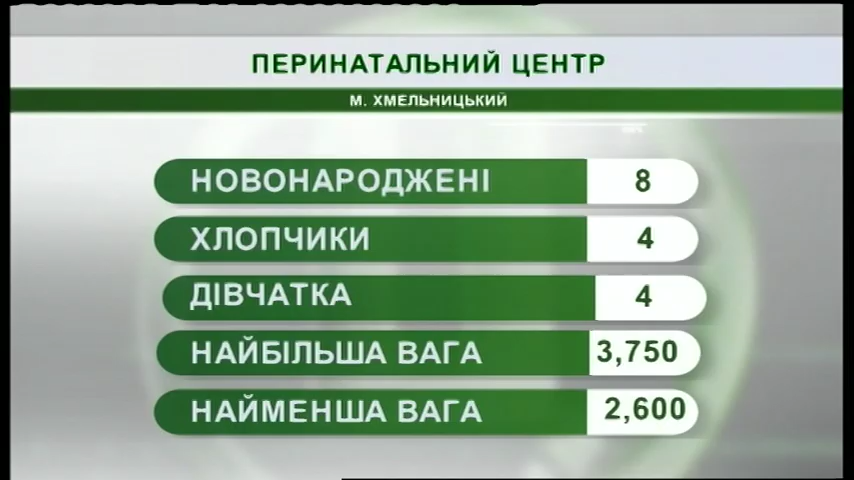 ПЕРИНАТАЛЬНИЙ ЦЕНТР
М. ХМЕЛЬНИЦЬКИЙ
НОВОНАРОДЖЕНІ 8
ХЛОПЧИКИ 4
ДІВЧАТКА 4
НАЙБІЛЬША ВАГА 3,750
НАЙМЕНША ВАГА 2,600